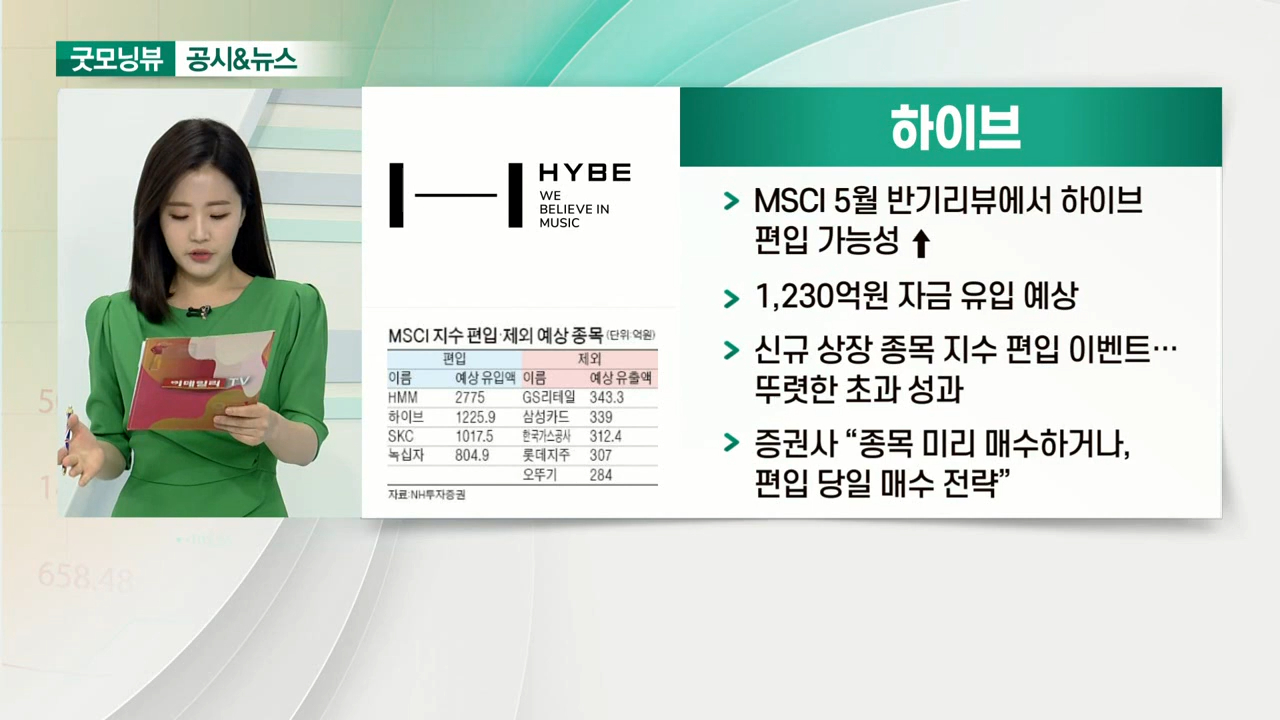 굿모닝뷰 공시&뉴스
HYBE
WE
BELIEVE IN
MUSIC
MSCI 지수 편입·제외 예상 종목 (단위:억원)
편입 제외
이름 예상 유입액 이름 예상 유출액
HMM 2775 GS리테일 343.3
하이브 1225.9 삼성카드 339
SKC 1017.5 한국가스공사 312.4
녹십자 804.9 롯데지주 307
오뚜기 284
자료:NH투자증권
이데일리 TV
하이브
MSCI 5월 반기리뷰에서 하이브
편입 가능성 ⬆
1,230억원 자금 유입 예상
신규 상장 종목 지수 편입 이벤트…
뚜렷한 초과 성과
증권사 “종목 미리 매수하거나,
편입 당일 매수 전략”
658.48